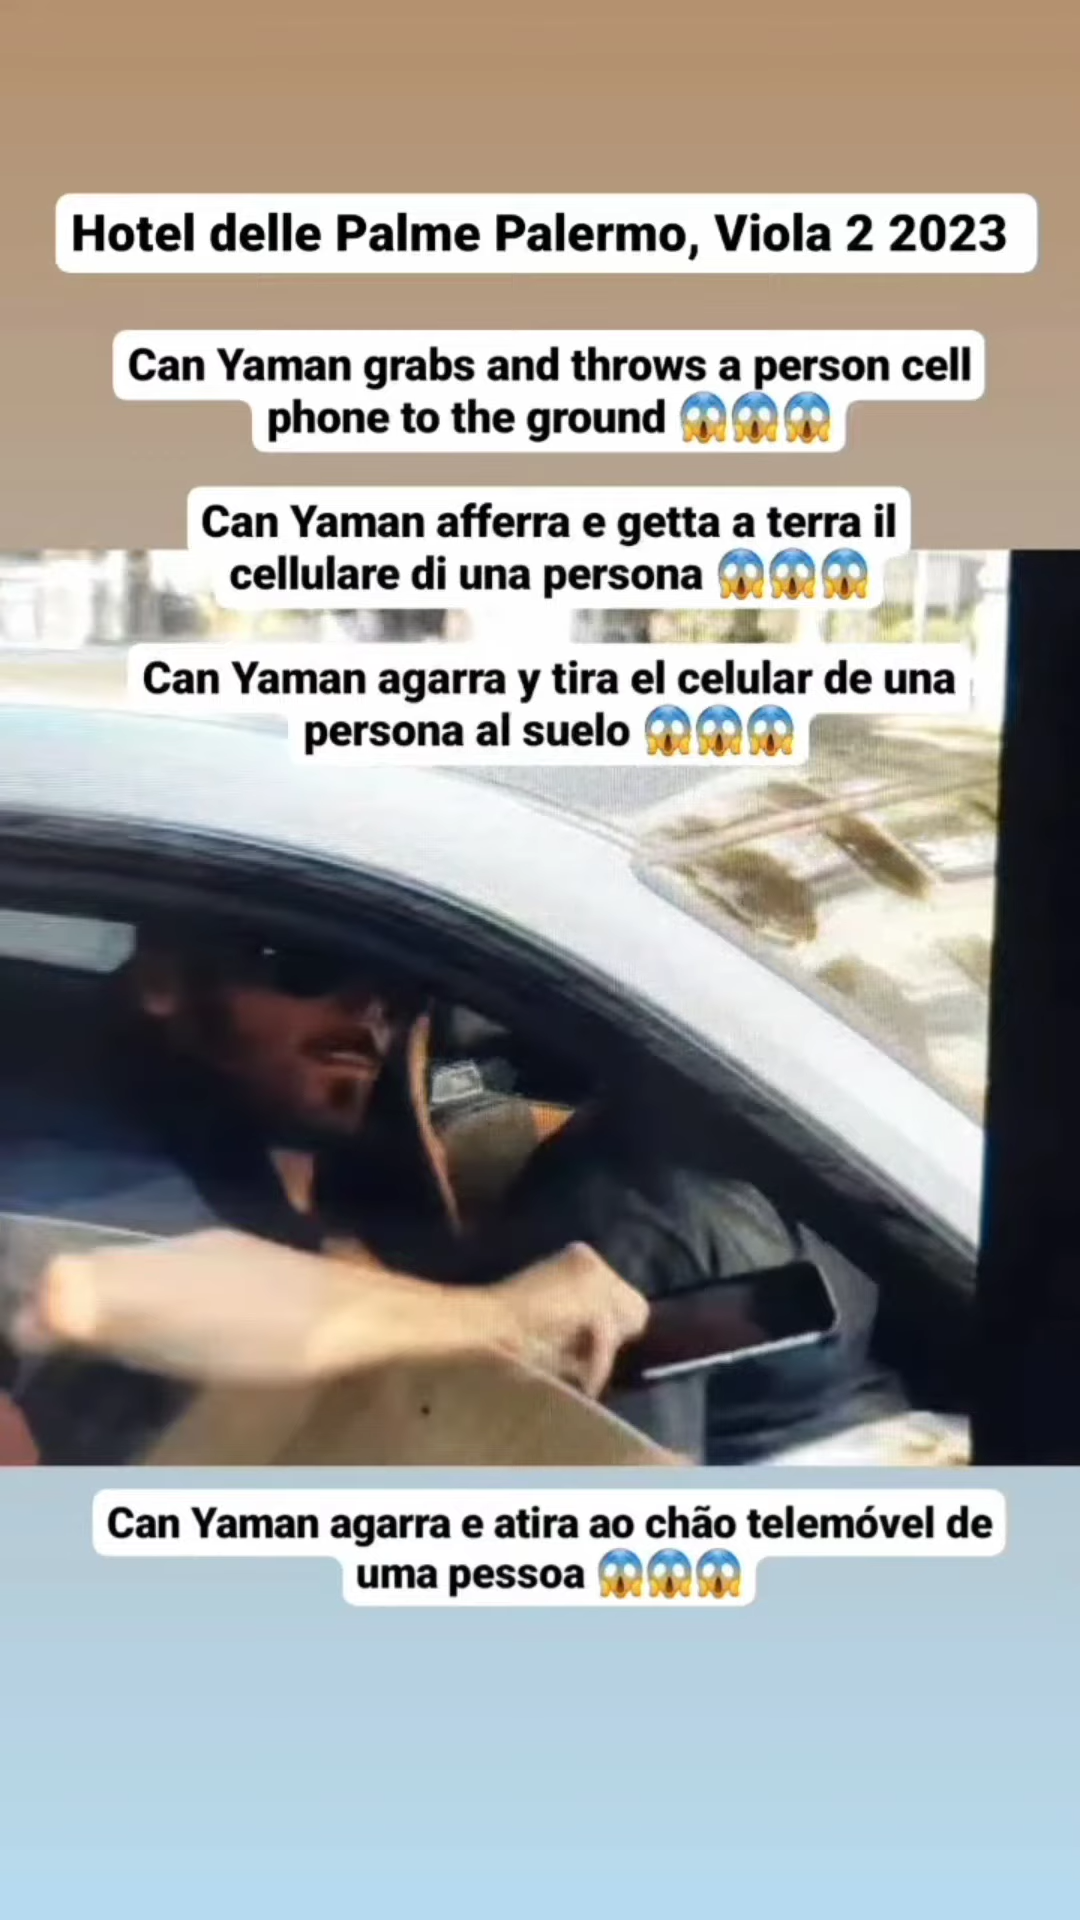 Hotel delle Palme Palermo, Viola 2 2023
Can Yaman grabs and throws a person cell
phone to the ground 😱😱😱
Can Yaman afferra e getta a terra il
cellulare di una persona 😱😱😱
Can Yaman agarra y tira el celular de una
persona al suelo 😱😱😱
Can Yaman agarra e atira ao chão telemóvel de
uma pessoa 😱😱😱